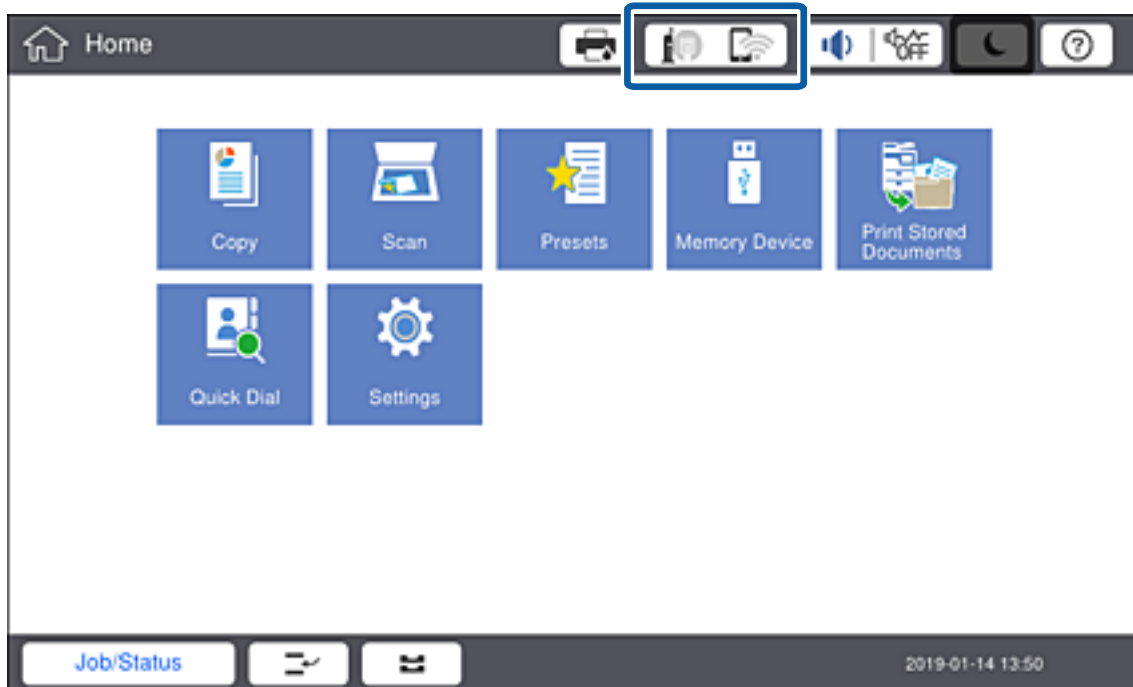 Home
OFF
?
Copy
Scan
Presets
Memory Device
Print Stored
Documents
Quick Dial
Settings
Job/Status
2019-01-14 13:50